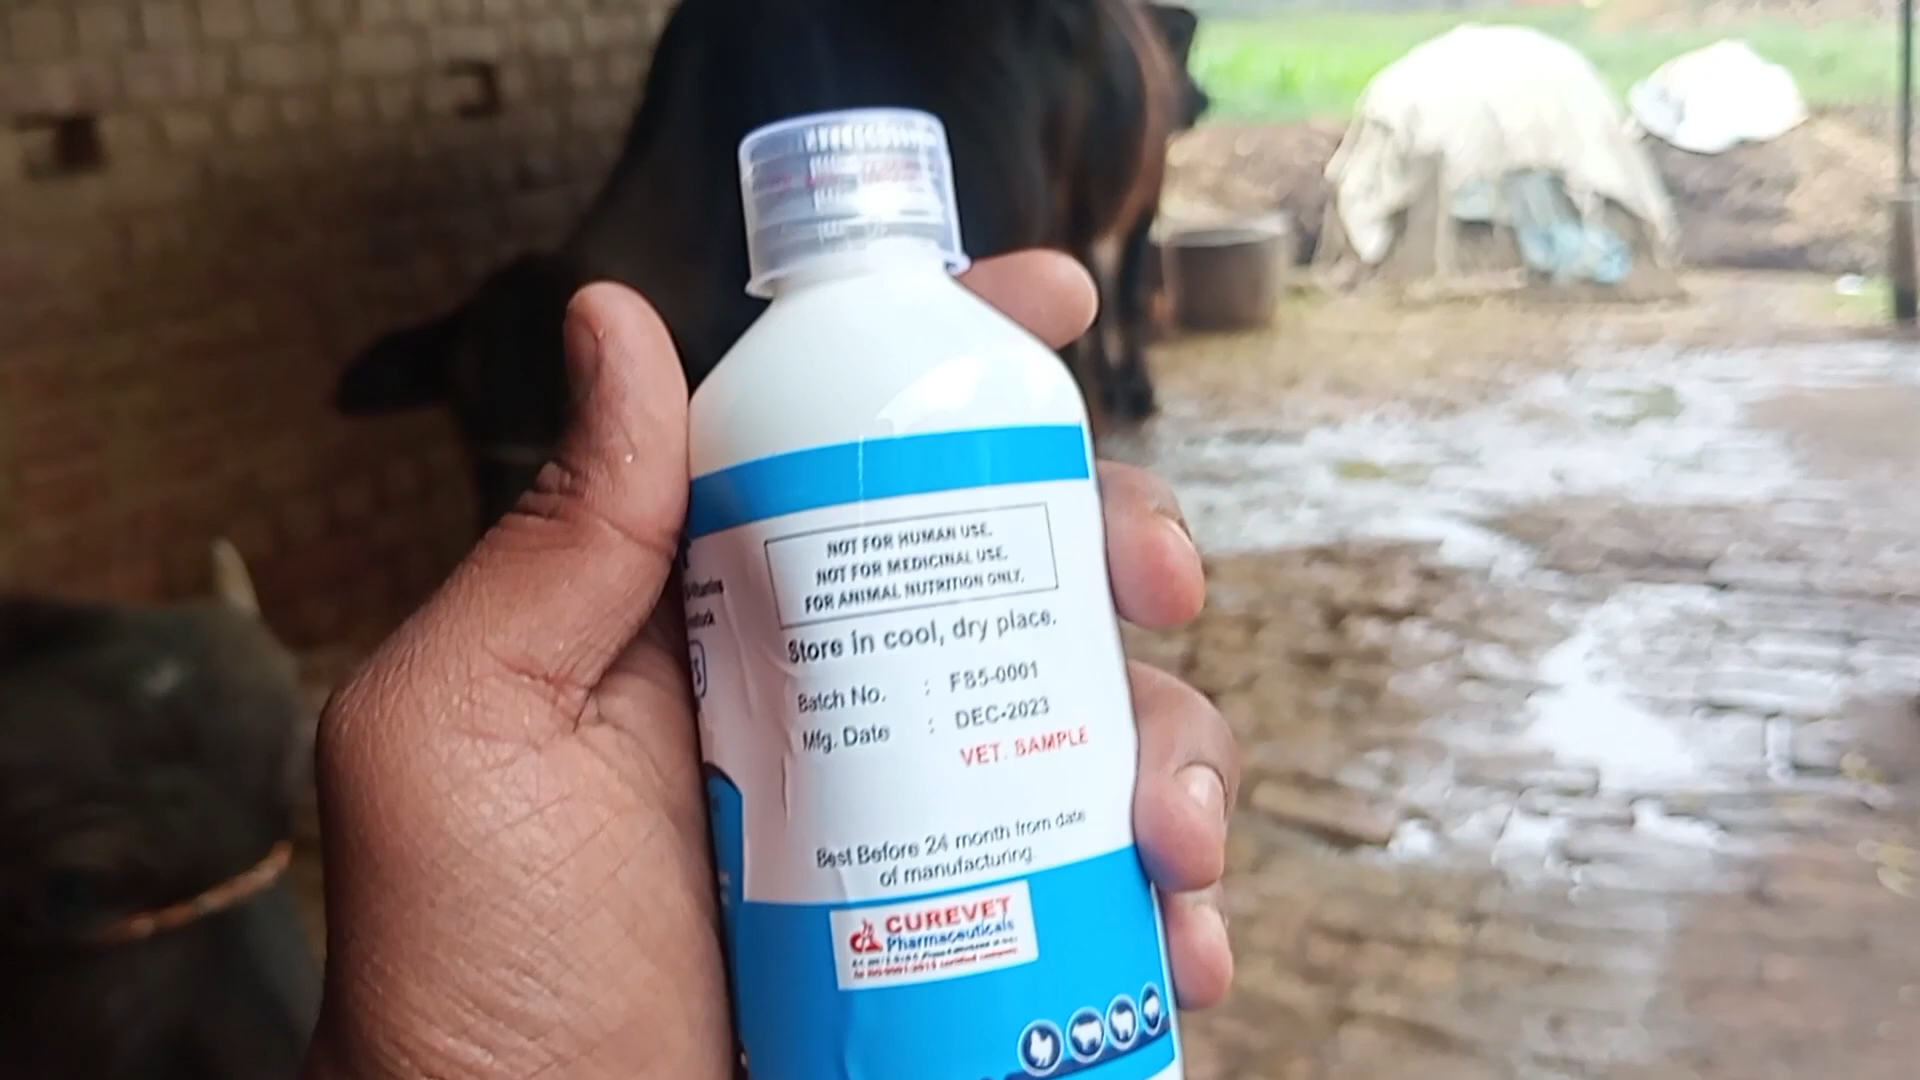 NOT FOR HUMAN USE.
NOT FOR MEDICINAL USE.
FOR ANIMAL NUTRITION ONLY.
Store in cool, dry place.
Batch No. : FB5-0001
Mfg. Date : DEC-2023
VET. SAMPLE
Best Before 24 month from date
of manufacturing.
CUREVET
Pharmaceuticals